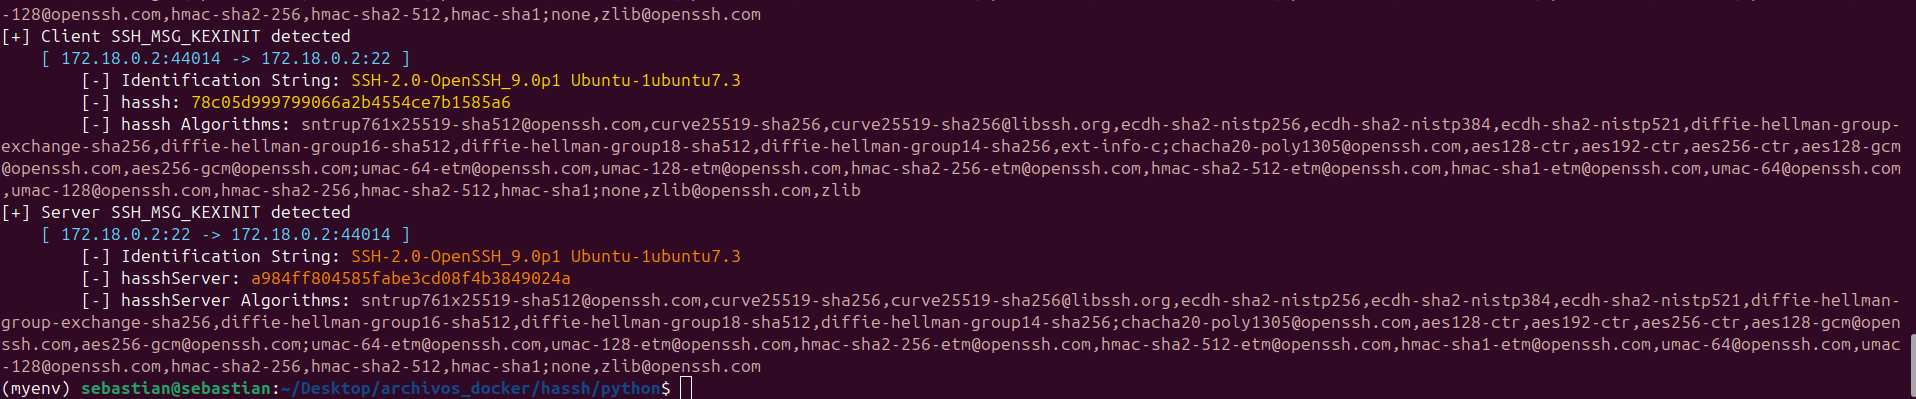 -128@openssh.com,hmac-sha2-256,hmac-sha2-512,hmac-sha1;none,zlib@openssh.com
[+] Client SSH_MSG_KEXINIT detected
    [ 172.18.0.2:44014 -> 172.18.0.2:22 ]
        [-] Identification String: SSH-2.0-OpenSSH_9.0p1 Ubuntu-1ubuntu7.3
        [-] hassh: 78c05d999799066a2b4554ce7b1585a6
        [-] hassh Algorithms: sntrup761x25519-sha512@openssh.com,curve25519-sha256,curve25519-sha256@libssh.org,ecdh-sha2-nistp256,ecdh-sha2-nistp384,ecdh-sha2-nistp521,diffie-hellman-group-
exchange-sha256,diffie-hellman-group16-sha512,diffie-hellman-group18-sha512,diffie-hellman-group14-sha256,ext-info-c;chacha20-poly1305@openssh.com,aes128-ctr,aes192-ctr,aes256-ctr,aes128-gcm
@openssh.com,aes256-gcm@openssh.com;umac-64-etm@openssh.com,umac-128-etm@openssh.com,hmac-sha2-256-etm@openssh.com,hmac-sha2-512-etm@openssh.com,hmac-sha1-etm@openssh.com,umac-64@openssh.com
,umac-128@openssh.com,hmac-sha2-256,hmac-sha2-512,hmac-sha1;none,zlib@openssh.com,zlib
[+] Server SSH_MSG_KEXINIT detected
    [ 172.18.0.2:22 -> 172.18.0.2:44014 ]
        [-] Identification String: SSH-2.0-OpenSSH_9.0p1 Ubuntu-1ubuntu7.3
        [-] hasshServer: a984ff804585fabe3cd08f4b3849024a
        [-] hasshServer Algorithms: sntrup761x25519-sha512@openssh.com,curve25519-sha256,curve25519-sha256@libssh.org,ecdh-sha2-nistp256,ecdh-sha2-nistp384,ecdh-sha2-nistp521,diffie-hellman-
group-exchange-sha256,diffie-hellman-group16-sha512,diffie-hellman-group18-sha512,diffie-hellman-group14-sha256;chacha20-poly1305@openssh.com,aes128-ctr,aes192-ctr,aes256-ctr,aes128-gcm@open
ssh.com,aes256-gcm@openssh.com;umac-64-etm@openssh.com,umac-128-etm@openssh.com,hmac-sha2-256-etm@openssh.com,hmac-sha2-512-etm@openssh.com,hmac-sha1-etm@openssh.com,umac-64@openssh.com,umac
-128@openssh.com,hmac-sha2-256,hmac-sha2-512,hmac-sha1;none,zlib@openssh.com
(myenv) sebastian@sebastian:~/Desktop/archivos_docker/hassh/python$